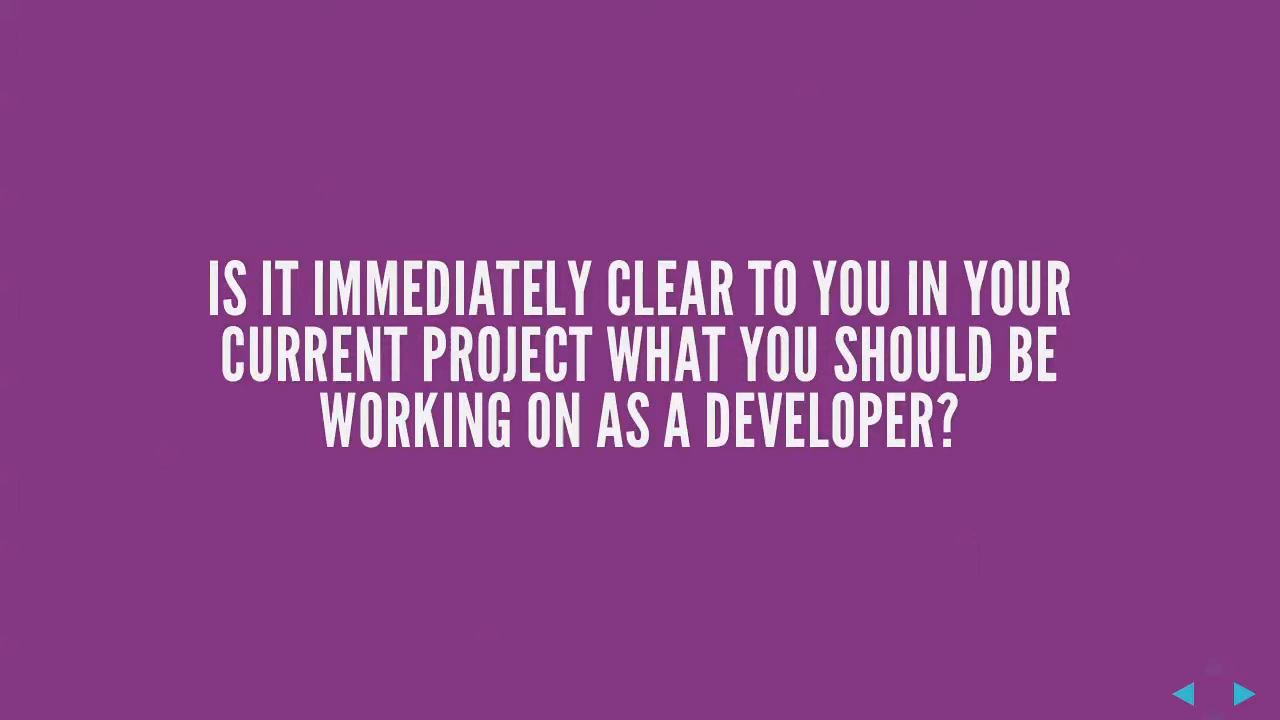 IS IT IMMEDIATELY CLEAR TO YOU IN YOUR
CURRENT PROJECT WHAT YOU SHOULD BE
WORKING ON AS A DEVELOPER?